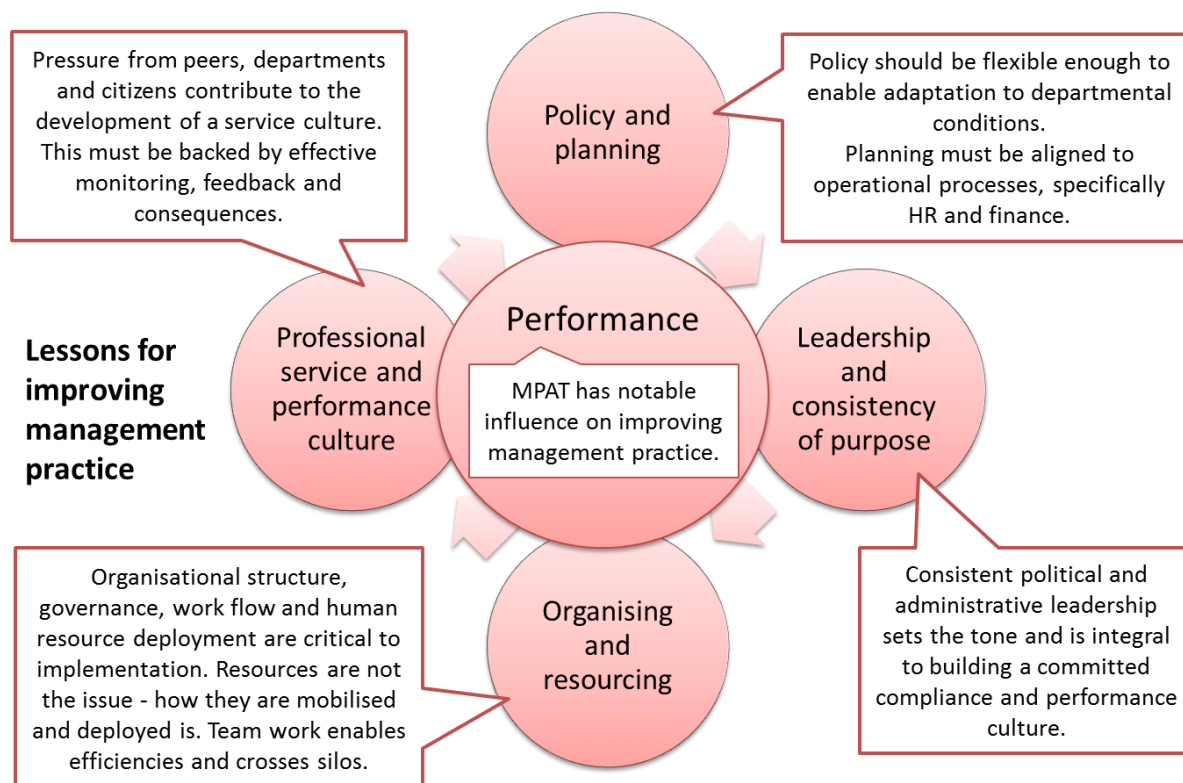 Pressure from peers, departments
and citizens contribute to the
development of a service culture.
This must be backed by effective
monitoring, feedback and
consequences.
Policy and
planning
Policy should be flexible enough to
enable adaptation to departmental
conditions.
Planning must be aligned to
operational processes, specifically
HR and finance.
Lessons for
improving
management
practice
Professional
service and
performance
culture
Performance
MPAT has notable
influence on improving
management practice.
Leadership
and
consistency
of purpose
Organisational structure,
governance, work flow and human
resource deployment are critical to
implementation. Resources are not
the issue - how they are mobilised
and deployed is. Team work enables
efficiencies and crosses silos.
Organising
and
resourcing
Consistent political and
administrative leadership
sets the tone and is integral
to building a committed
compliance and performance
culture.